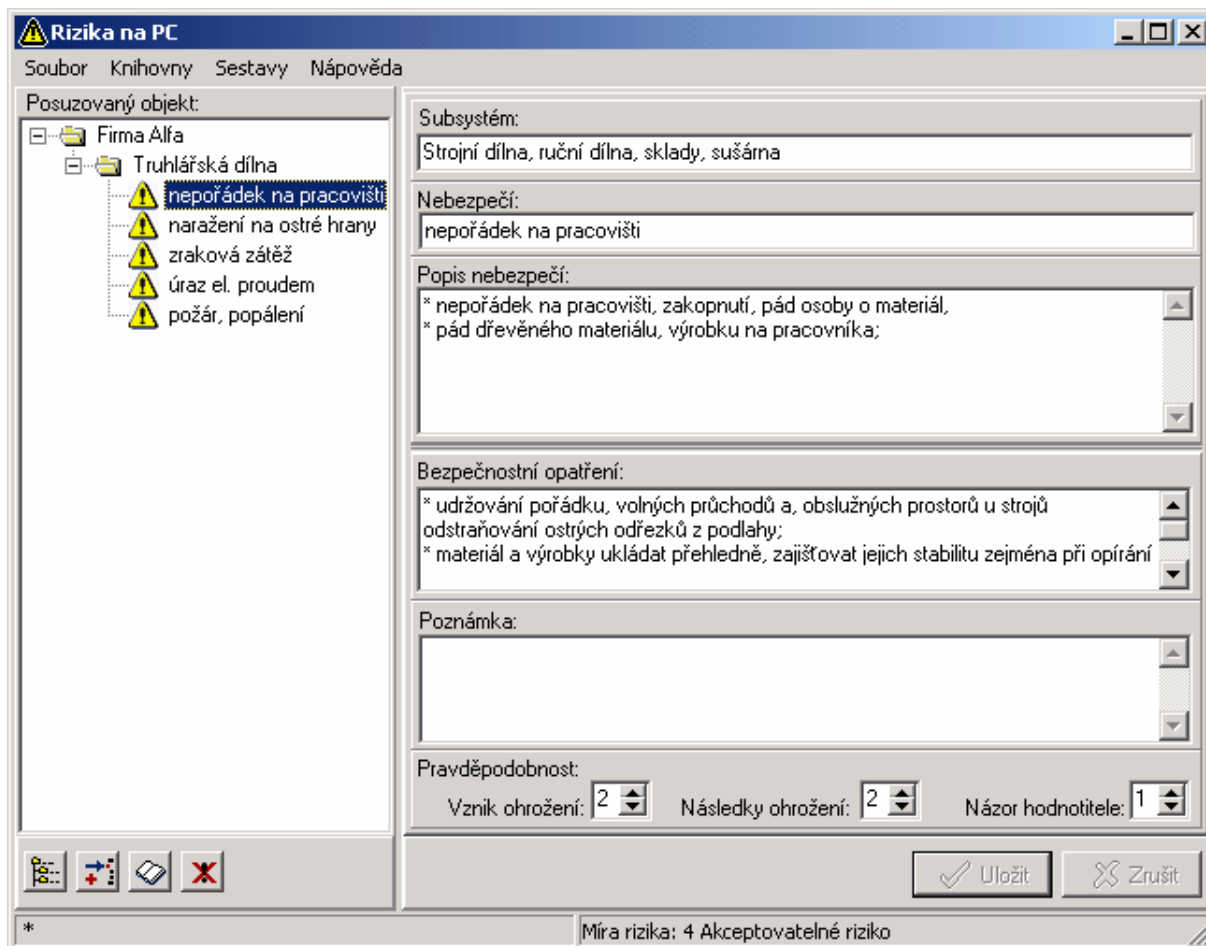 Rizika na PC
Soubor Knihovny Sestavy Nápověda
Posuzovaný objekt:
Firma Alfa
Truhlářská dílna
nepořádek na pracovišti
naražení na ostré hrany
zraková zátěž
úraz el. proudem
požár, popálení
Subsystém:
Strojní dílna, ruční dílna, sklady, sušárna
Nebezpečí:
nepořádek na pracovišti
Popis nebezpečí:
* nepořádek na pracovišti, zakopnutí, pád osoby o materiál,
* pád dřevěného materiálu, výrobku na pracovníka;
Bezpečnostní opatření:
* udržování pořádku, volných průchodů a, obslužných prostorů u strojů
odstraňování ostrých odřezků z podlahy;
* materiál a výrobky ukládat přehledně, zajišťovat jejich stabilitu zejména při opírání
Poznámka:
Pravděpodobnost:
Vznik ohrožení: 2 Následky ohrožení: 2 Názor hodnotitele: 1
Uložit Zrušit
* Míra rizika: 4 Akceptovatelné riziko